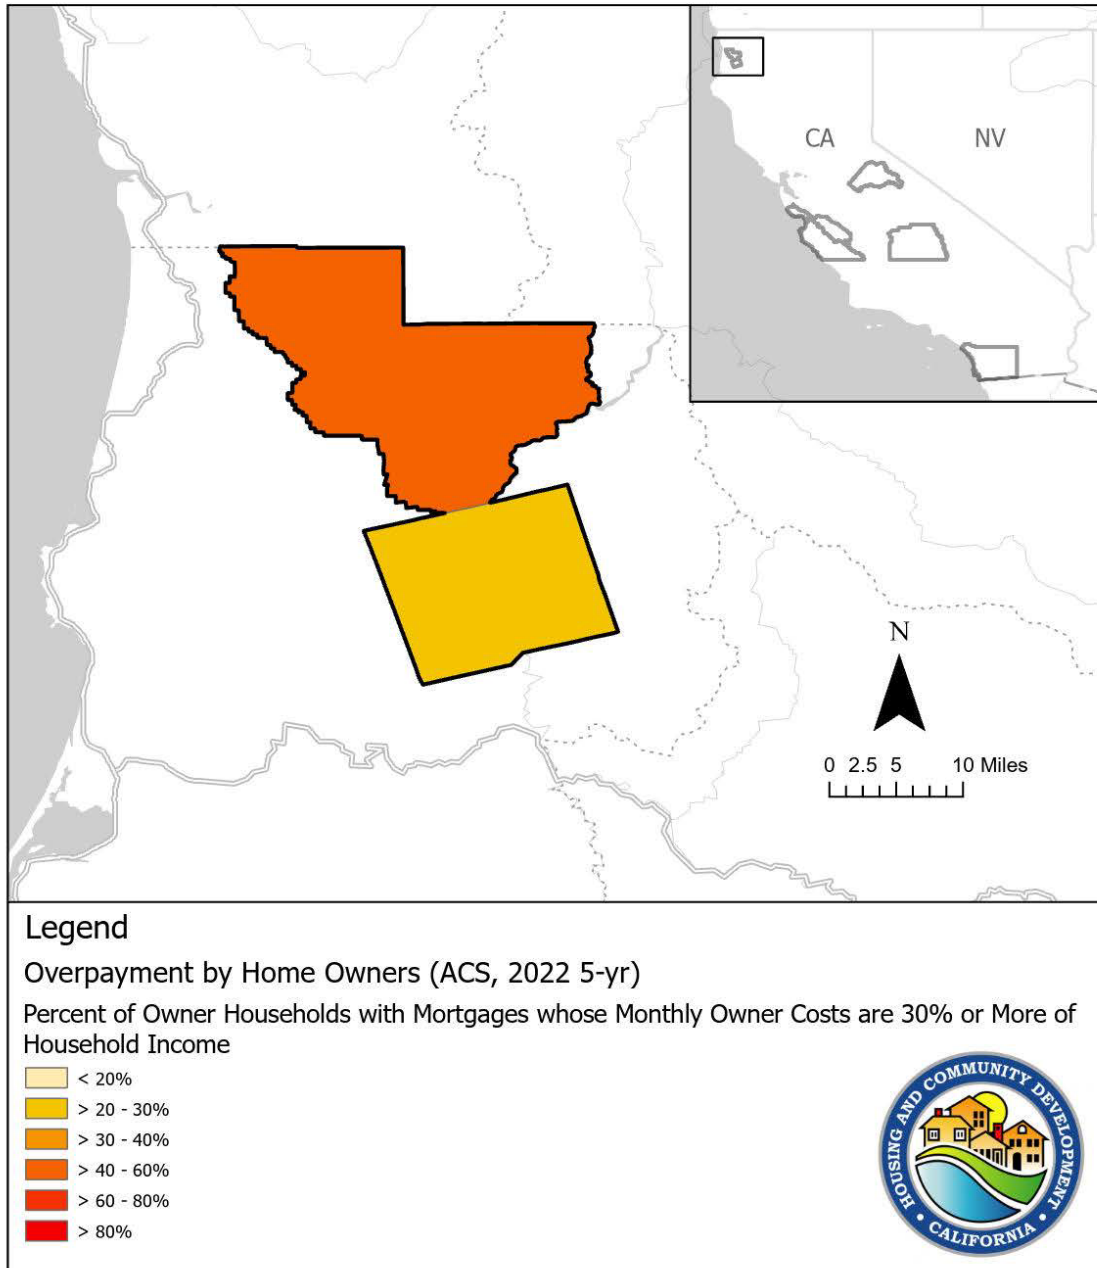 CA
NV
N
0 2.5 5 10 Miles
Legend
Overpayment by Home Owners (ACS, 2022 5-yr)
Percent of Owner Households with Mortgages whose Monthly Owner Costs are 30% or More of
Household Income
< 20%
> 20 - 30%
> 30 - 40%
> 40 - 60%
> 60 - 80%
> 80%
HOUSING AND COMMUNITY DEVELOPMENT
• CALIFORNIA •